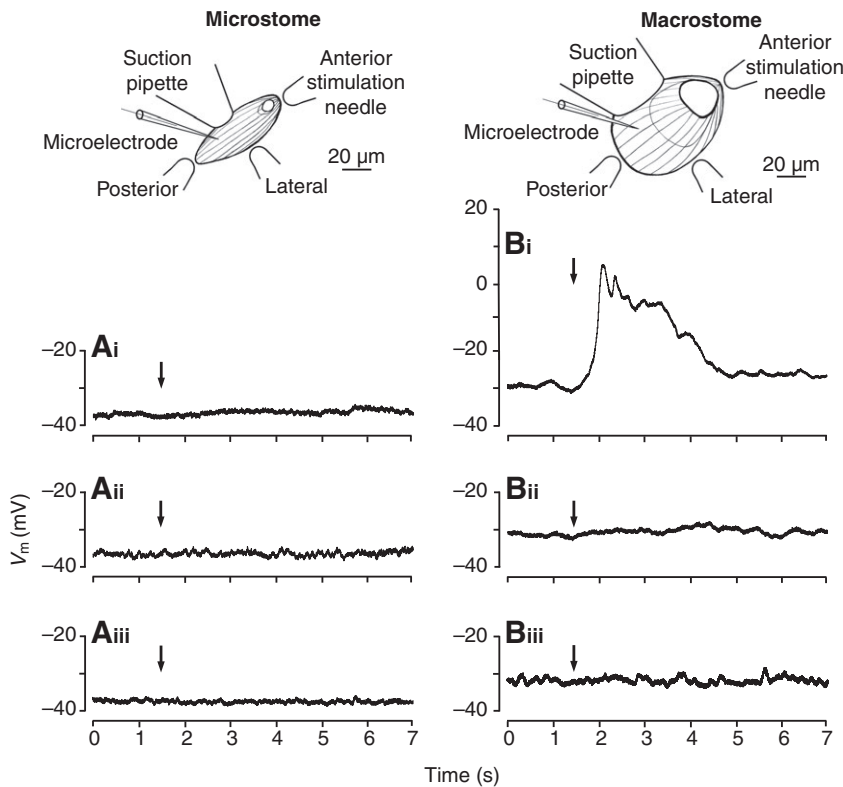 Microstome
Suction
pipette
Anterior
stimulation
needle
Microelectrode
20 µm
Posterior
Lateral
Macrostome
Suction
pipette
Anterior
stimulation
needle
Microelectrode
20 µm
Posterior
Lateral
Ai
–20
–40
Bi
20
0
–20
–40
Aii
–20
–40
Bii
–20
–40
Aiii
–20
–40
Biii
–20
–40
Vm (mV)
0 1 2 3 4 5 6 7
0 1 2 3 4 5 6 7
Time (s)